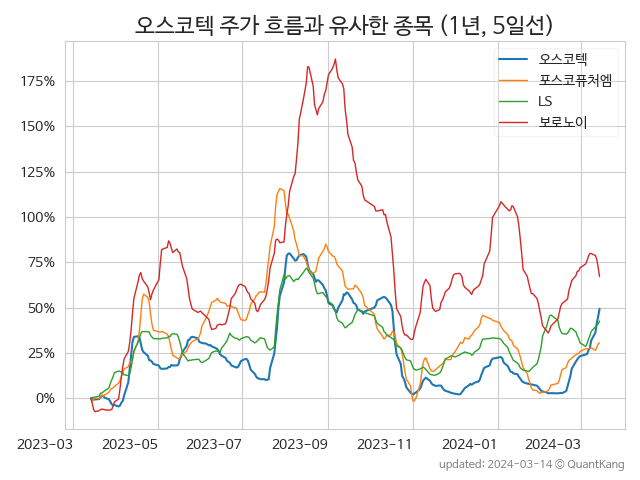 오스코텍 주가 흐름과 유사한 종목 (1년, 5일선)
오스코텍
포스코퓨처엠
LS
보로노이
175%
150%
125%
100%
75%
50%
25%
0%
2023-03 2023-05 2023-07 2023-09 2023-11 2024-01 2024-03
updated: 2024-03-14 © QuantKang